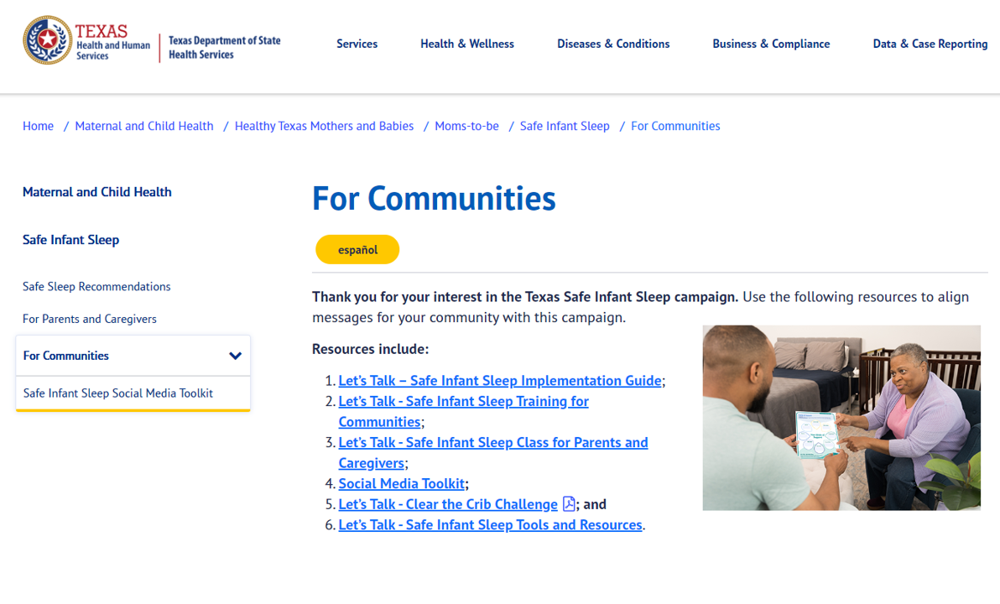 TEXAS
Health and Human
Services
Texas Department of State
Health Services
Services
Health & Wellness
Diseases & Conditions
Business & Compliance
Data & Case Reporting
Home / Maternal and Child Health / Healthy Texas Mothers and Babies / Moms-to-be / Safe Infant Sleep / For Communities
Maternal and Child Health
Safe Infant Sleep
Safe Sleep Recommendations
For Parents and Caregivers
For Communities
Safe Infant Sleep Social Media Toolkit
For Communities
español
Thank you for your interest in the Texas Safe Infant Sleep campaign. Use the following resources to align
messages for your community with this campaign.
Resources include:
1. Let’s Talk – Safe Infant Sleep Implementation Guide;
2. Let’s Talk - Safe Infant Sleep Training for
Communities;
3. Let’s Talk - Safe Infant Sleep Class for Parents and
Caregivers;
4. Social Media Toolkit;
5. Let’s Talk - Clear the Crib Challenge ; and
6. Let’s Talk - Safe Infant Sleep Tools and Resources.